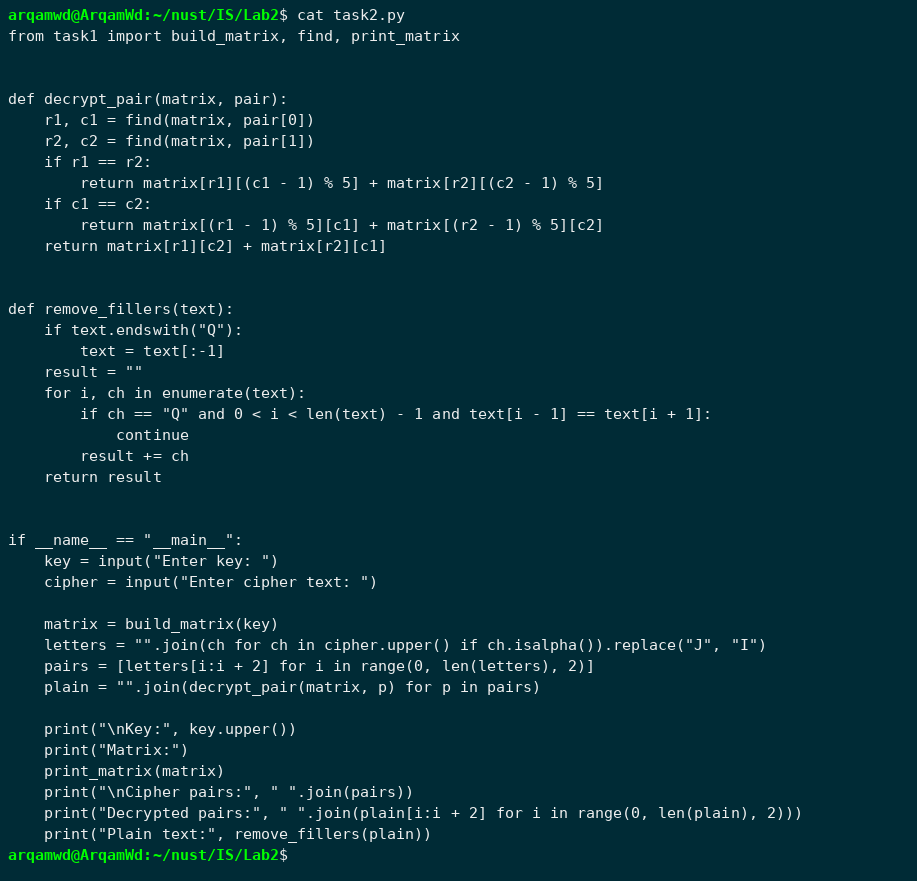 arqamwd@ArqamWd:~/nust/IS/Lab2$ cat task2.py
from task1 import build_matrix, find, print_matrix


def decrypt_pair(matrix, pair):
    r1, c1 = find(matrix, pair[0])
    r2, c2 = find(matrix, pair[1])
    if r1 == r2:
        return matrix[r1][(c1 - 1) % 5] + matrix[r2][(c2 - 1) % 5]
    if c1 == c2:
        return matrix[(r1 - 1) % 5][c1] + matrix[(r2 - 1) % 5][c2]
    return matrix[r1][c2] + matrix[r2][c1]


def remove_fillers(text):
    if text.endswith("Q"):
        text = text[:-1]
    result = ""
    for i, ch in enumerate(text):
        if ch == "Q" and 0 < i < len(text) - 1 and text[i - 1] == text[i + 1]:
            continue
        result += ch
    return result


if __name__ == "__main__":
    key = input("Enter key: ")
    cipher = input("Enter cipher text: ")

    matrix = build_matrix(key)
    letters = "".join(ch for ch in cipher.upper() if ch.isalpha()).replace("J", "I")
    pairs = [letters[i:i + 2] for i in range(0, len(letters), 2)]
    plain = "".join(decrypt_pair(matrix, p) for p in pairs)

    print("\nKey:", key.upper())
    print("Matrix:")
    print_matrix(matrix)
    print("\nCipher pairs:", " ".join(pairs))
    print("Decrypted pairs:", " ".join(plain[i:i + 2] for i in range(0, len(plain), 2)))
    print("Plain text:", remove_fillers(plain))
arqamwd@ArqamWd:~/nust/IS/Lab2$